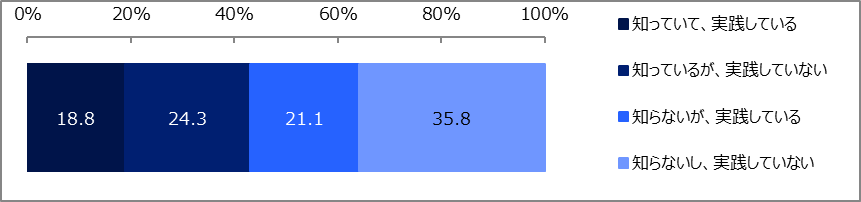 0% 20% 40% 60% 80% 100%
18.8 24.3 21.1 35.8
知っていて、実践している
知っているが、実践していない
知らないが、実践している
知らないし、実践していない